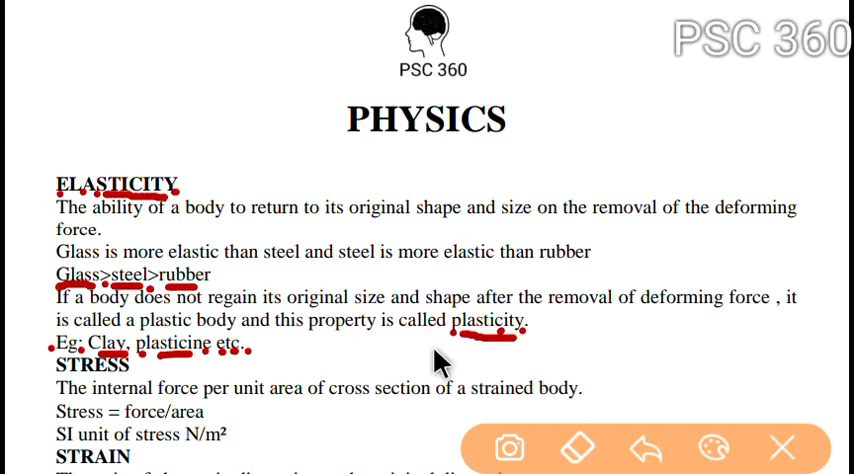 PSC 360
PSC 360
PHYSICS
ELASTICITY
The ability of a body to return to its original shape and size on the removal of the deforming
force.
Glass is more elastic than steel and steel is more elastic than rubber
Glass>steel>rubber
If a body does not regain its original size and shape after the removal of deforming force , it
is called a plastic body and this property is called plasticity.
Eg: Clay, plasticine etc.
STRESS
The internal force per unit area of cross section of a strained body.
Stress = force/area
SI unit of stress N/m²
STRAIN